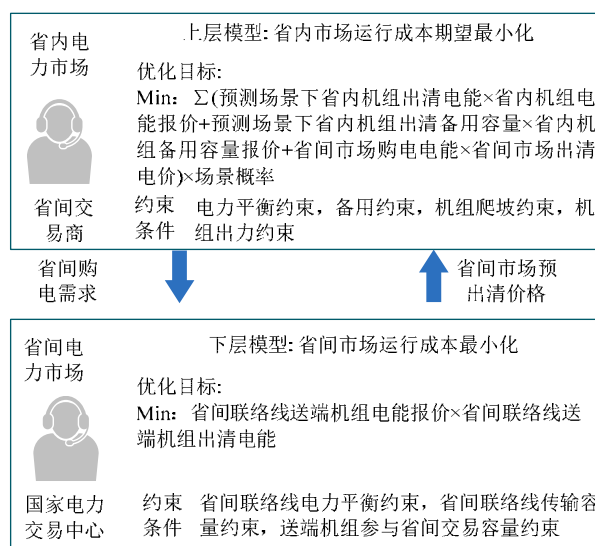 省内电
力市场
省间交
易商
上层模型: 省内市场运行成本期望最小化
优化目标:
Min: Σ(预测场景下省内机组出清电能×省内机组电
能报价+预测场景下省内机组出清备用容量×省内机
组备用容量报价+省间市场购电电能×省间市场出清
电价)×场景概率
约束
条件
电力平衡约束，备用约束，机组爬坡约束，机
组出力约束
省间购
电需求
省间市场预
出清价格
省间电
力市场
国家电力
交易中心
下层模型: 省间市场运行成本最小化
优化目标:
Min: 省间联络线送端机组电能报价×省间联络线送
端机组出清电能
约束
条件
省间联络线电力平衡约束，省间联络线传输容
量约束，送端机组参与省间交易容量约束